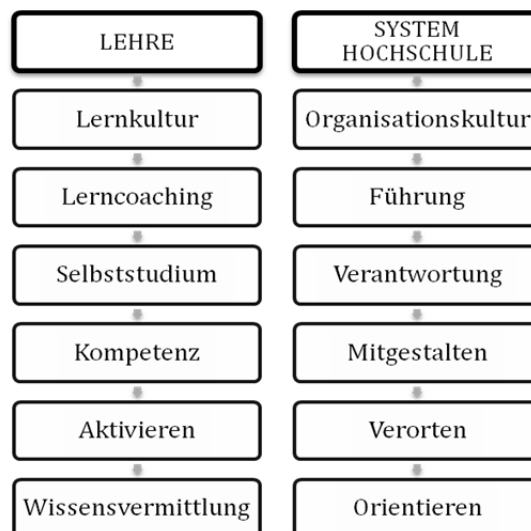 LEHRE
Lernkultur
Lerncoaching
Selbststudium
Kompetenz
Aktivieren
Wissensvermittlung
SYSTEM
HOCHSCHULE
Organisationskultur
Führung
Verantwortung
Mitgestalten
Verorten
Orientieren